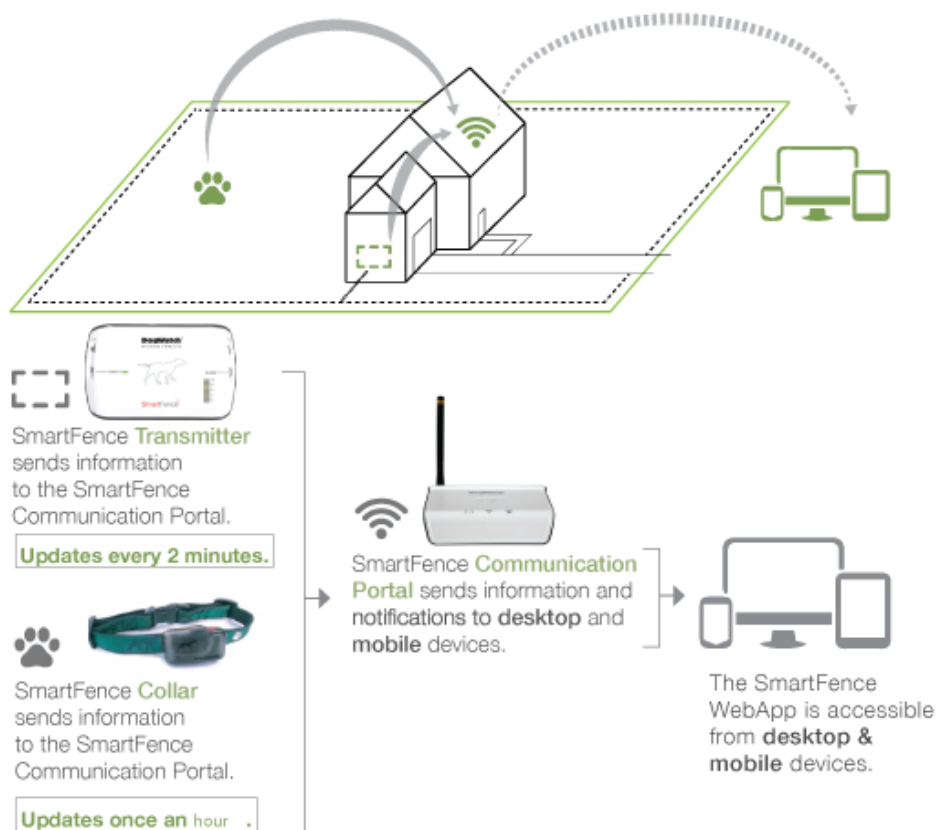 DogWatch
SmartFence
SmartFence Transmitter
sends information
to the SmartFence
Communication Portal.
Updates every 2 minutes.
SmartFence Collar
sends information
to the SmartFence
Communication Portal.
Updates once an hour .
SmartFence Communication
Portal sends information and
notifications to desktop and
mobile devices.
The SmartFence
WebApp is accessible
from desktop &
mobile devices.